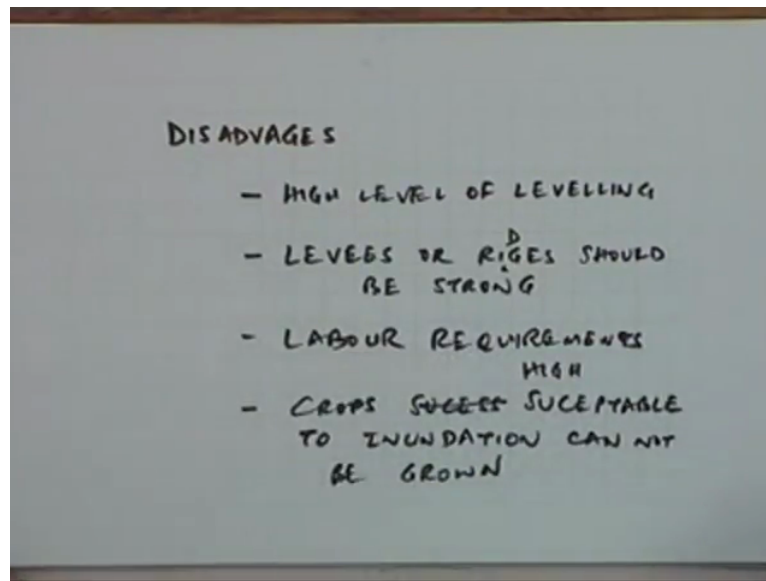 DISADVAGES
- HIGH LEVEL OF LEVELLING
- LEVEES OR RIDGES SHOULD
BE STRONG
- LABOUR REQUIREMENTS
HIGH
- CROPS SUCESS SUCEPTABLE
TO INUNDATION CAN NOT
BE GROWN